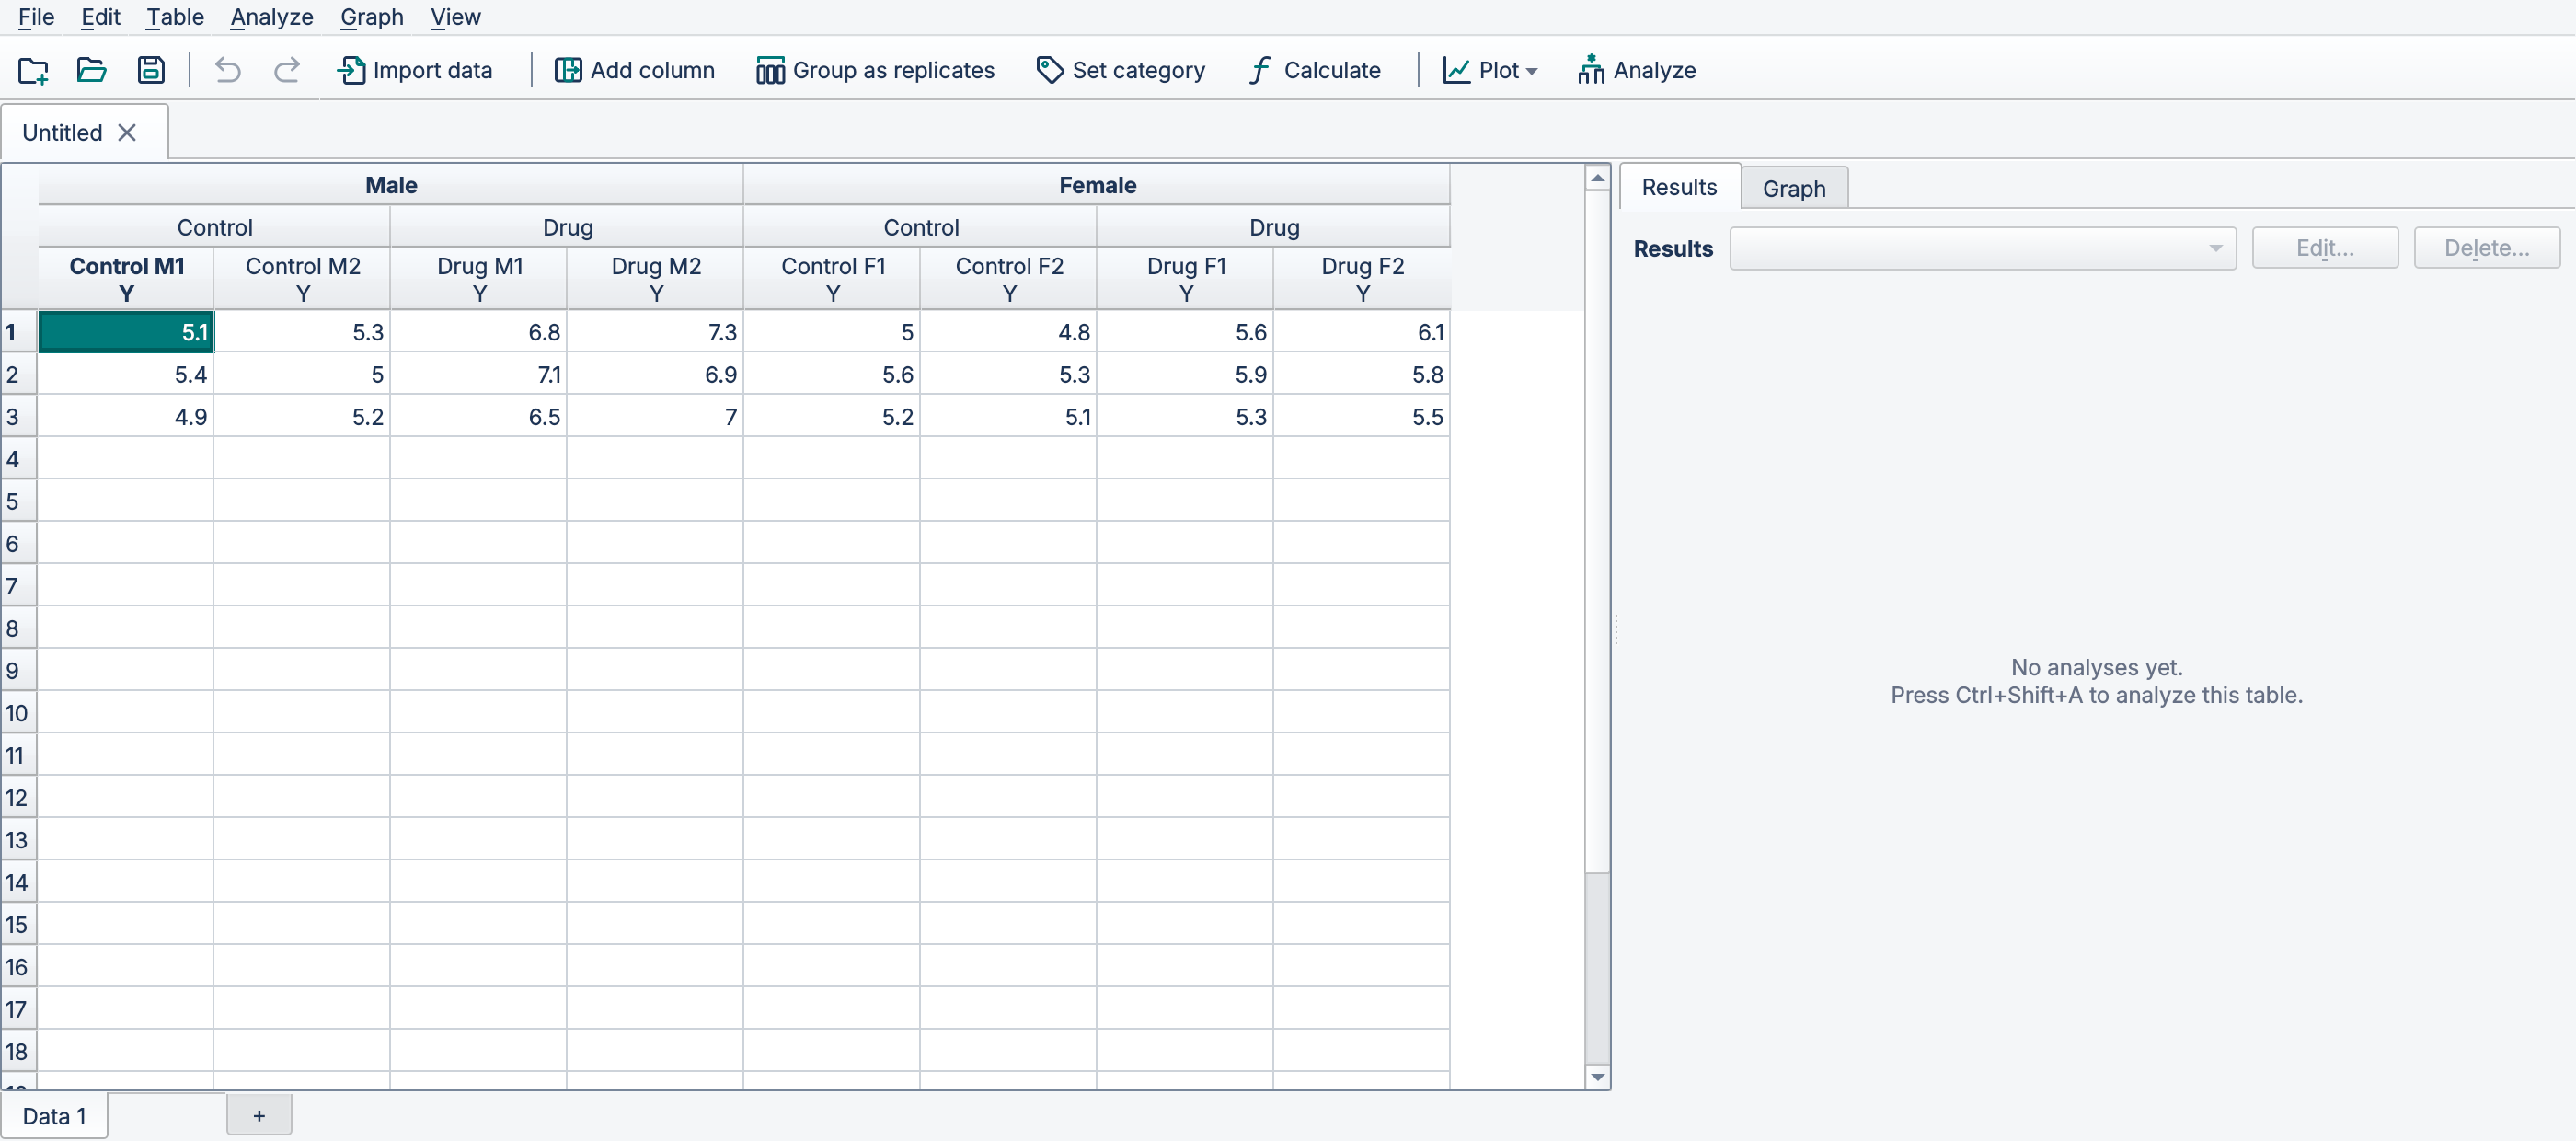 File Edit Table Analyze Graph View
Import data Add column Group as replicates Set category Calculate Plot Analyze
Untitled
Male Female
Control Drug Control Drug
Control M1 Control M2 Drug M1 Drug M2 Control F1 Control F2 Drug F1 Drug F2
Y Y Y Y Y Y Y Y
1 5.1 5.3 6.8 7.3 5 4.8 5.6 6.1
2 5.4 5 7.1 6.9 5.6 5.3 5.9 5.8
3 4.9 5.2 6.5 7 5.2 5.1 5.3 5.5
4
5
6
7
8
9
10
11
12
13
14
15
16
17
18
Data 1 +
Results Graph
Results Edit... Delete...
No analyses yet.
Press Ctrl+Shift+A to analyze this table.